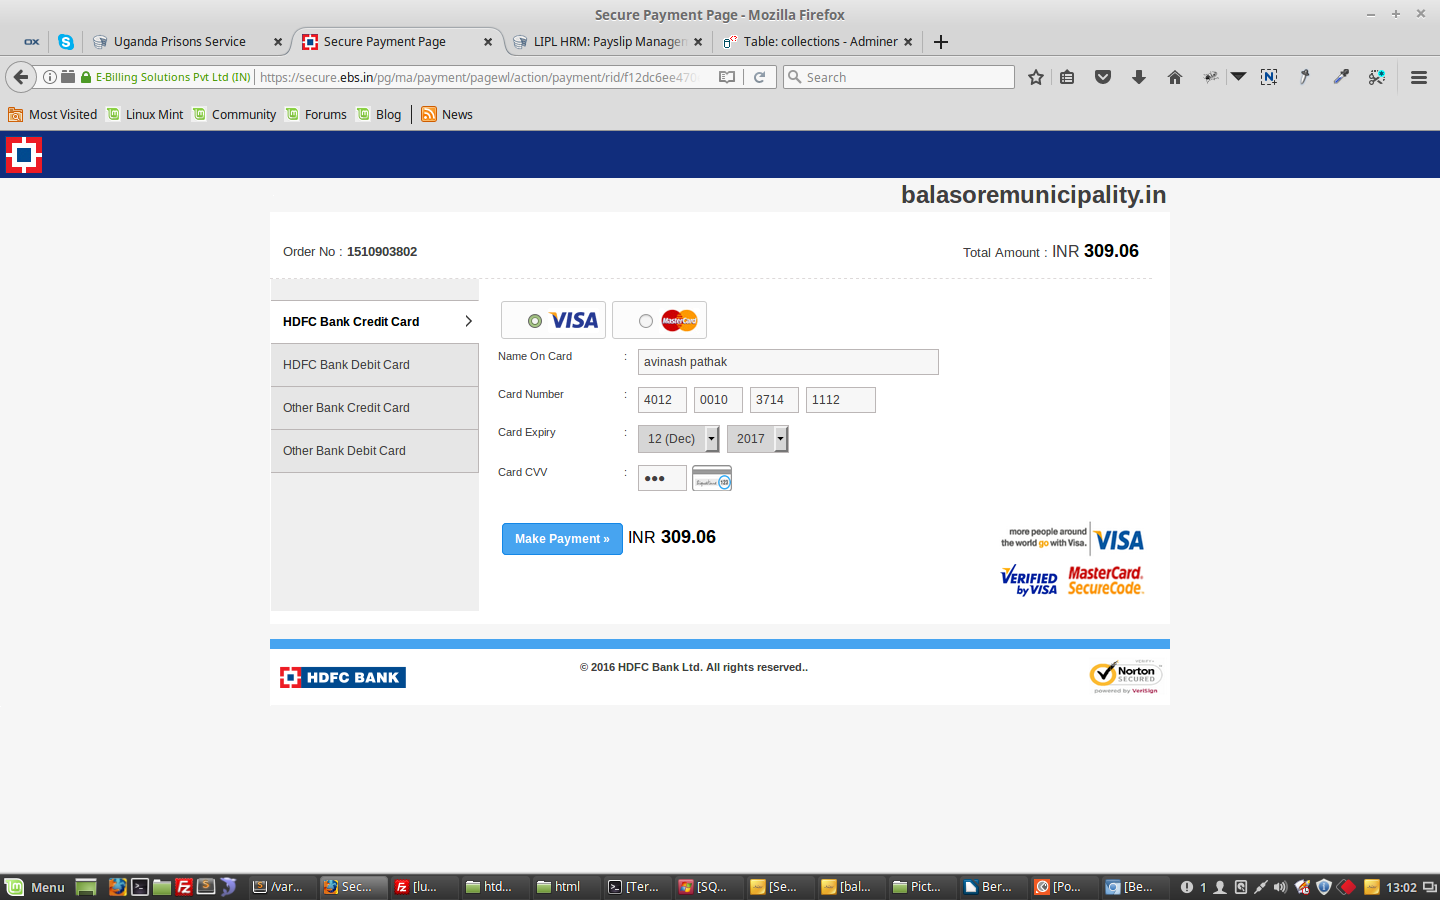 Secure Payment Page - Mozilla Firefox
OX Uganda Prisons Service Secure Payment Page LIPL HRM: Payslip Managem Table: collections - Adminer
E-Billing Solutions Pvt Ltd (IN) https://secure.ebs.in/pg/ma/payment/pagewl/action/payment/rid/f12dc6ee470 Search
Most Visited Linux Mint Community Forums Blog News
balasoremunicipality.in
Order No : 1510903802 Total Amount : INR 309.06
HDFC Bank Credit Card
HDFC Bank Debit Card
Other Bank Credit Card
Other Bank Debit Card
VISA MasterCard
Name On Card : avinash pathak
Card Number : 4012 0010 3714 1112
Card Expiry : 12 (Dec) 2017
Card CVV : ●●● 123
Make Payment » INR 309.06
more people around
the world go with Visa. VISA
VERIFIED by VISA MasterCard. SecureCode.
HDFC BANK © 2016 HDFC Bank Ltd. All rights reserved.. Norton SECURED powered by VeriSign
Menu /var... Sec... [lu... htd... html [Ter... [SQ... [Se... [bal... Pict... Ber... [Po... [Be... 1 13:02